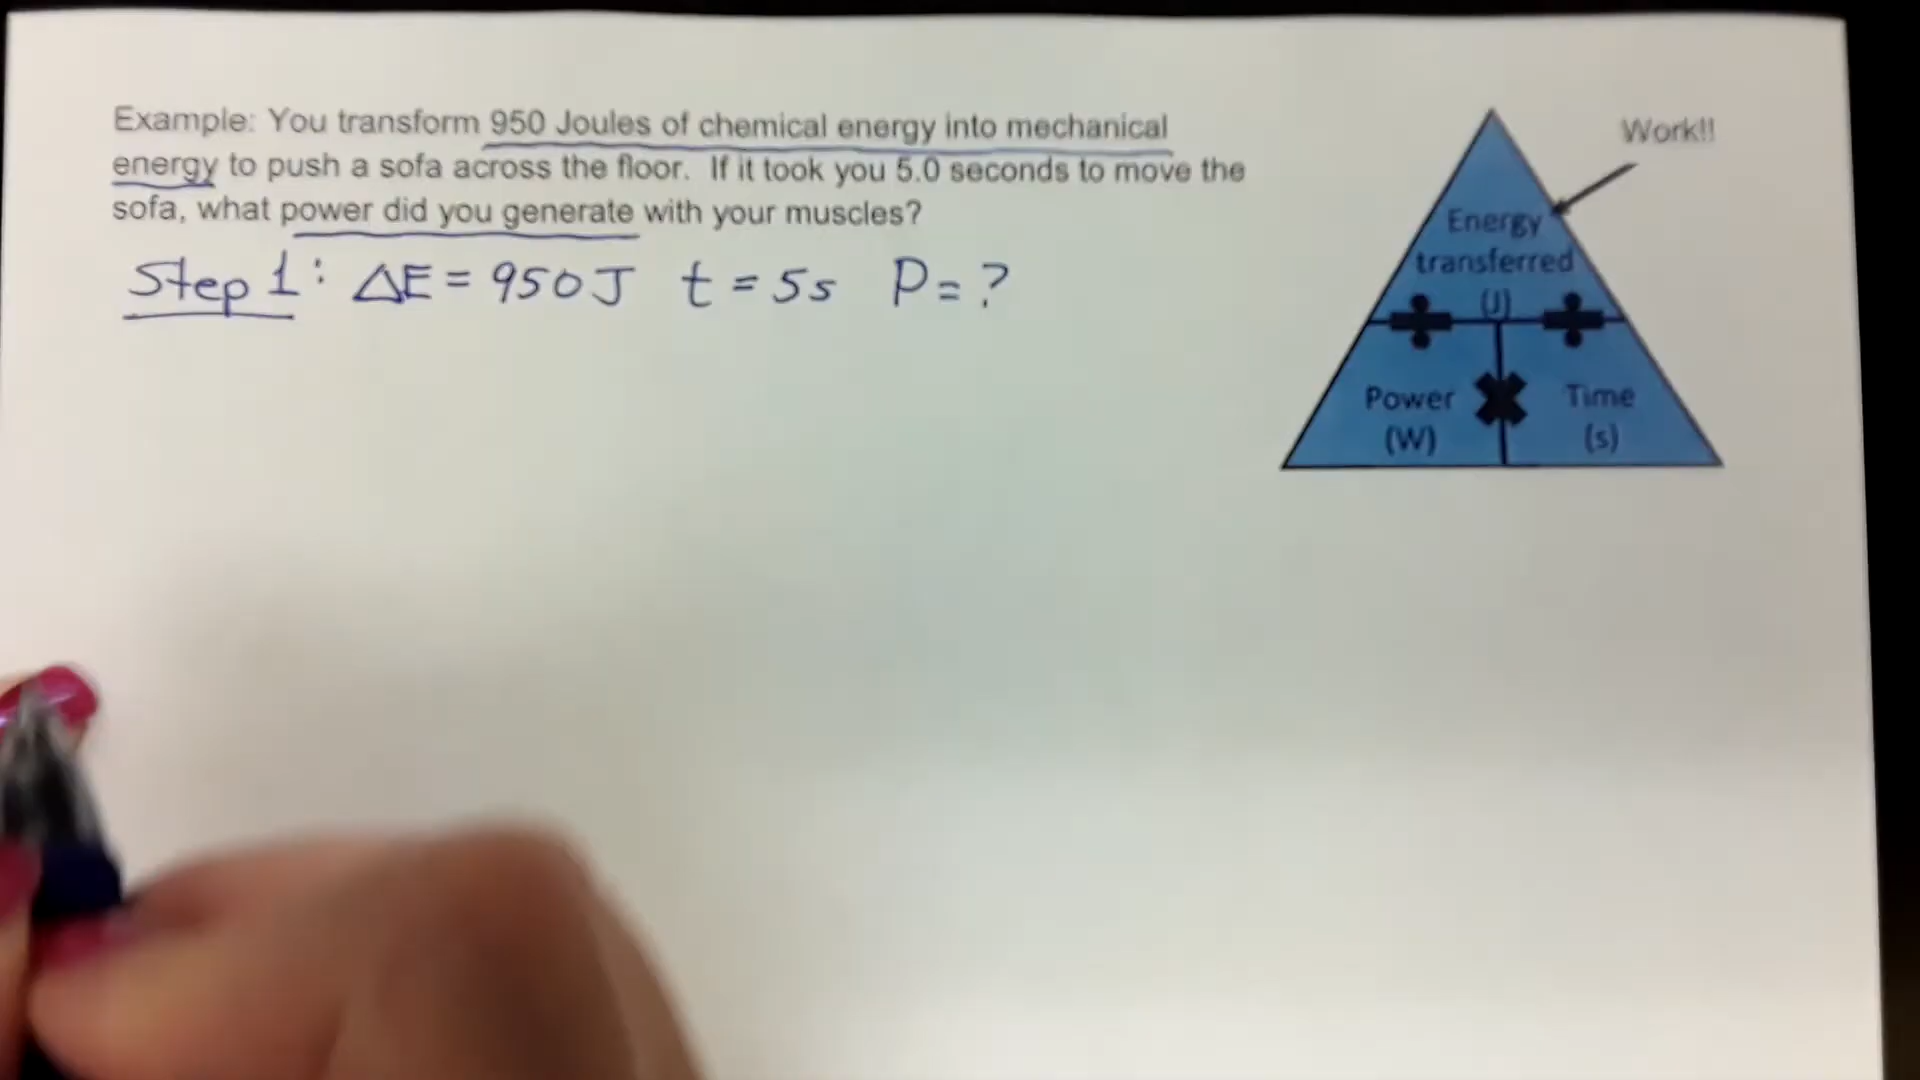 Example: You transform 950 Joules of chemical energy into mechanical
energy to push a sofa across the floor. If it took you 5.0 seconds to move the
sofa, what power did you generate with your muscles?
Step 1: ΔE = 950 J t = 5s P = ?
Work!!
Energy
transferred
(J)
Power
(W)
Time
(s)